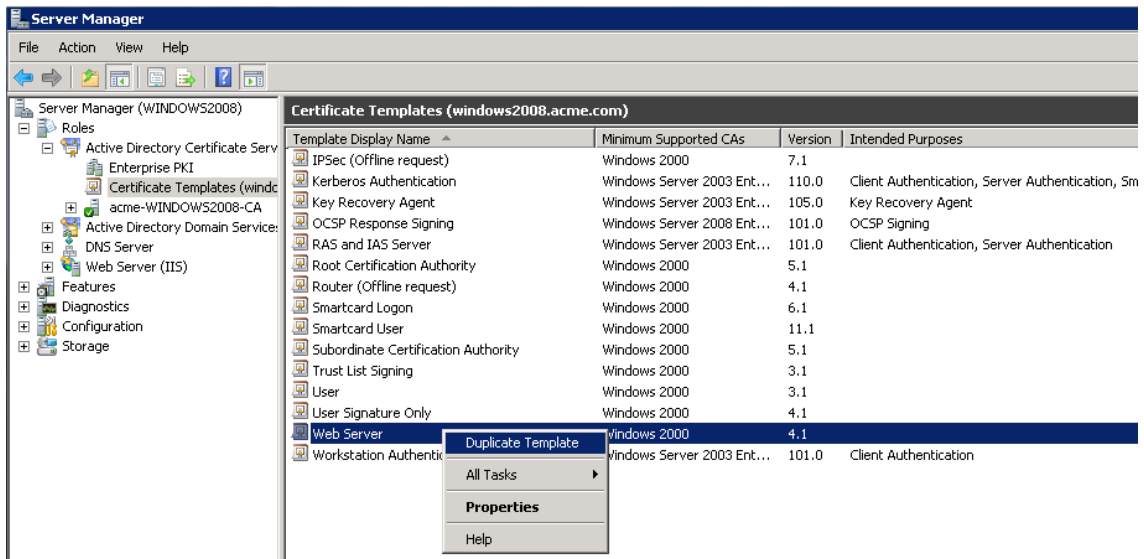 Server Manager
File Action View Help
Server Manager (WINDOWS2008)
Roles
Active Directory Certificate Serv
Enterprise PKI
Certificate Templates (windc
acme-WINDOWS2008-CA
Active Directory Domain Services
DNS Server
Web Server (IIS)
Features
Diagnostics
Configuration
Storage
Certificate Templates (windows2008.acme.com)
Template Display Name Minimum Supported CAs Version Intended Purposes
IPSec (Offline request) Windows 2000 7.1
Kerberos Authentication Windows Server 2003 Ent... 110.0 Client Authentication, Server Authentication, Sm
Key Recovery Agent Windows Server 2003 Ent... 105.0 Key Recovery Agent
OCSP Response Signing Windows Server 2008 Ent... 101.0 OCSP Signing
RAS and IAS Server Windows Server 2003 Ent... 101.0 Client Authentication, Server Authentication
Root Certification Authority Windows 2000 5.1
Router (Offline request) Windows 2000 4.1
Smartcard Logon Windows 2000 6.1
Smartcard User Windows 2000 11.1
Subordinate Certification Authority Windows 2000 5.1
Trust List Signing Windows 2000 3.1
User Windows 2000 3.1
User Signature Only Windows 2000 4.1
Web Server Windows 2000 4.1
Workstation Authentic Windows Server 2003 Ent... 101.0 Client Authentication
Duplicate Template
All Tasks
Properties
Help